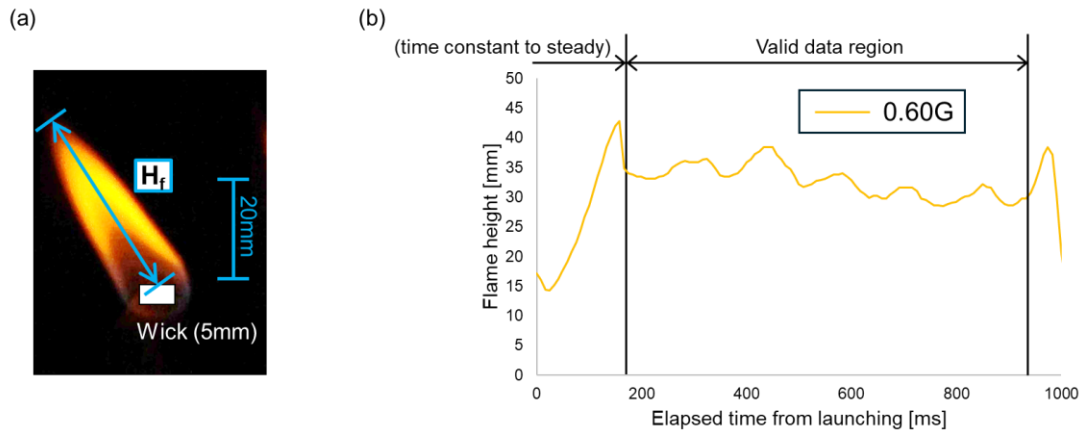 (a)
H_f
20mm
Wick (5mm)
(b)
(time constant to steady)
Valid data region
0.60G
Flame height [mm]
50
45
40
35
30
25
20
15
10
5
0
0 200 400 600 800 1000
Elapsed time from launching [ms]